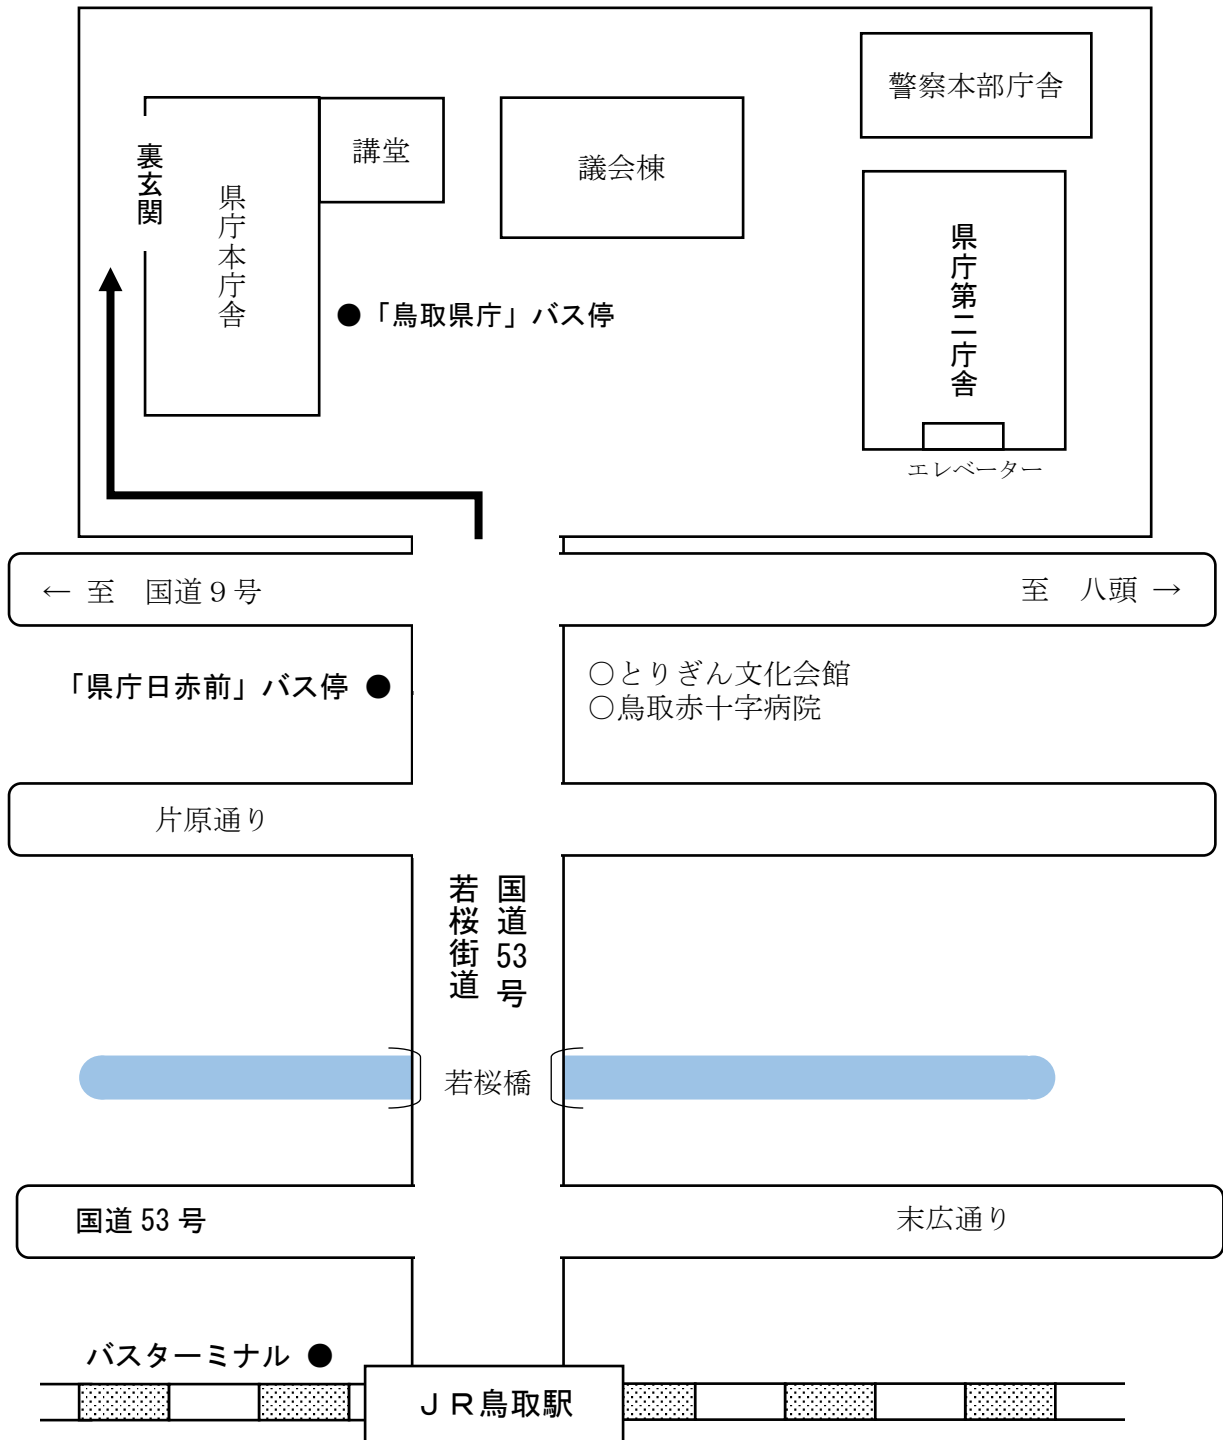 警察本部庁舎
講堂
議会棟
裏玄関
県庁本庁舎
県庁第二庁舎
●「鳥取県庁」バス停
エレベーター
← 至　国道９号
至　八頭 →
「県庁日赤前」バス停 ●
○とりぎん文化会館
○鳥取赤十字病院
片原通り
国道53号
若桜街道
若桜橋
国道 53 号
末広通り
バスターミナル ●
ＪＲ鳥取駅